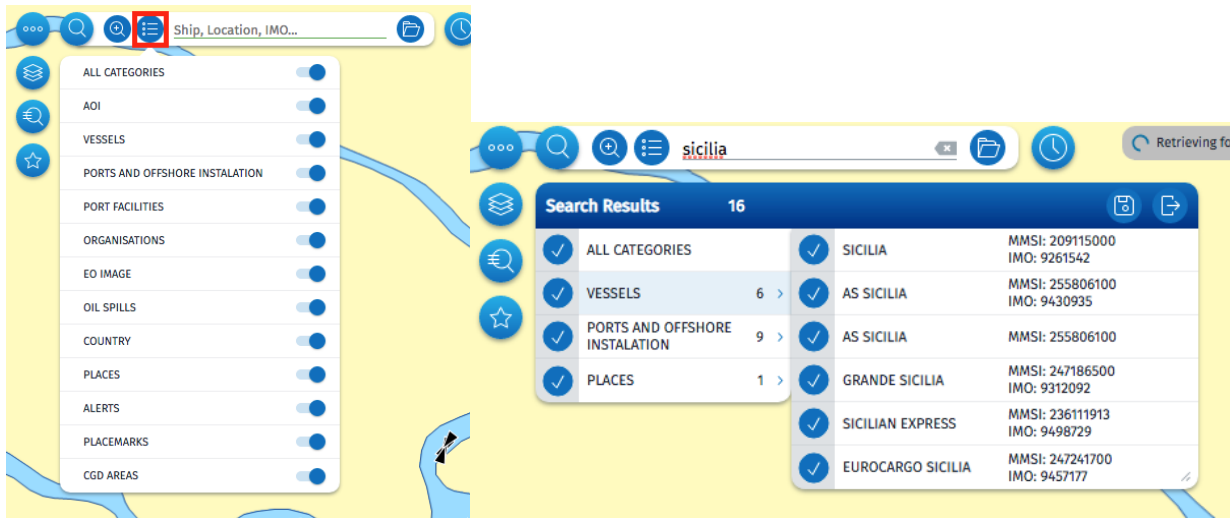 Ship, Location, IMO...
ALL CATEGORIES
AOI
VESSELS
PORTS AND OFFSHORE INSTALATION
PORT FACILITIES
ORGANISATIONS
EO IMAGE
OIL SPILLS
COUNTRY
PLACES
ALERTS
PLACEMARKS
CGD AREAS
sicilia
Retrieving fo
Search Results 16
ALL CATEGORIES
VESSELS 6
PORTS AND OFFSHORE
INSTALATION 9
PLACES 1
SICILIA MMSI: 209115000
IMO: 9261542
AS SICILIA MMSI: 255806100
IMO: 9430935
AS SICILIA MMSI: 255806100
GRANDE SICILIA MMSI: 247186500
IMO: 9312092
SICILIAN EXPRESS MMSI: 236111913
IMO: 9498729
EUROCARGO SICILIA MMSI: 247241700
IMO: 9457177